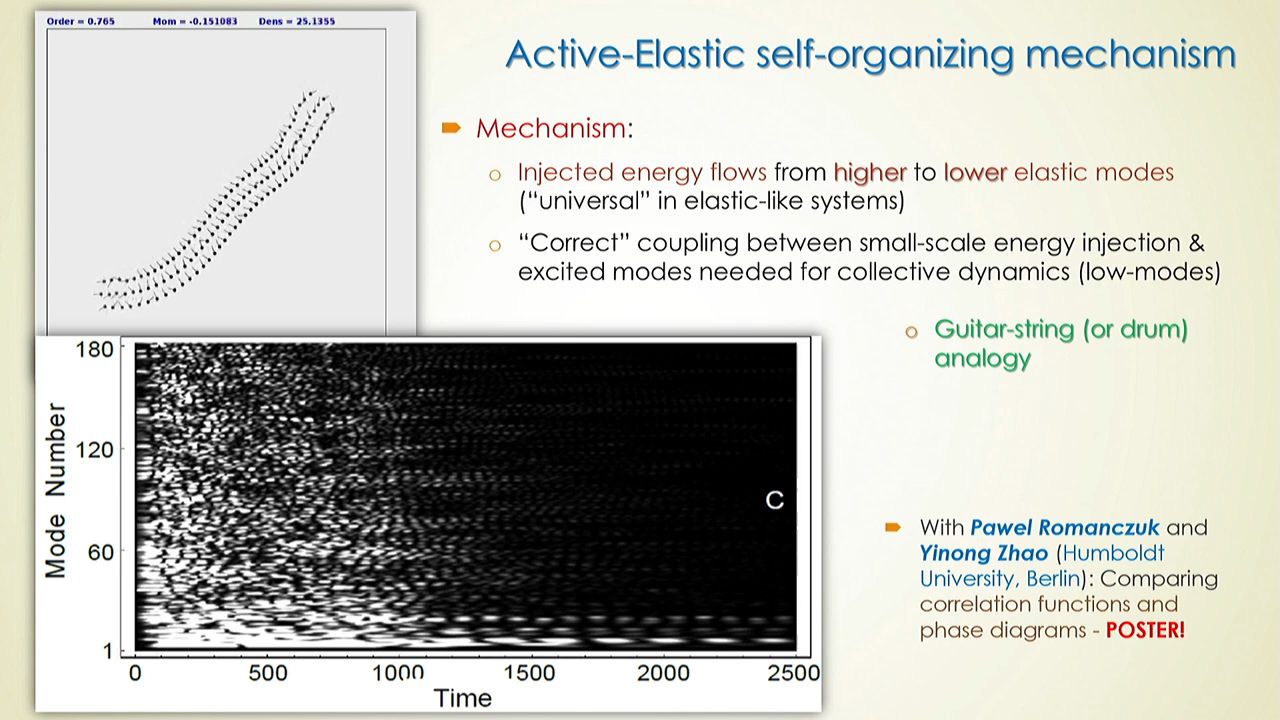 Order = 0.765 Mom = -0.151083 Dens = 25.1355
Active-Elastic self-organizing mechanism
Mechanism:
Injected energy flows from higher to lower elastic modes
(“universal” in elastic-like systems)
“Correct” coupling between small-scale energy injection &
excited modes needed for collective dynamics (low-modes)
Guitar-string (or drum)
analogy
180
120
60
1
Mode Number
C
0 500 1000 1500 2000 2500
Time
With Pawel Romanczuk and
Yinong Zhao (Humboldt
University, Berlin): Comparing
correlation functions and
phase diagrams - POSTER!